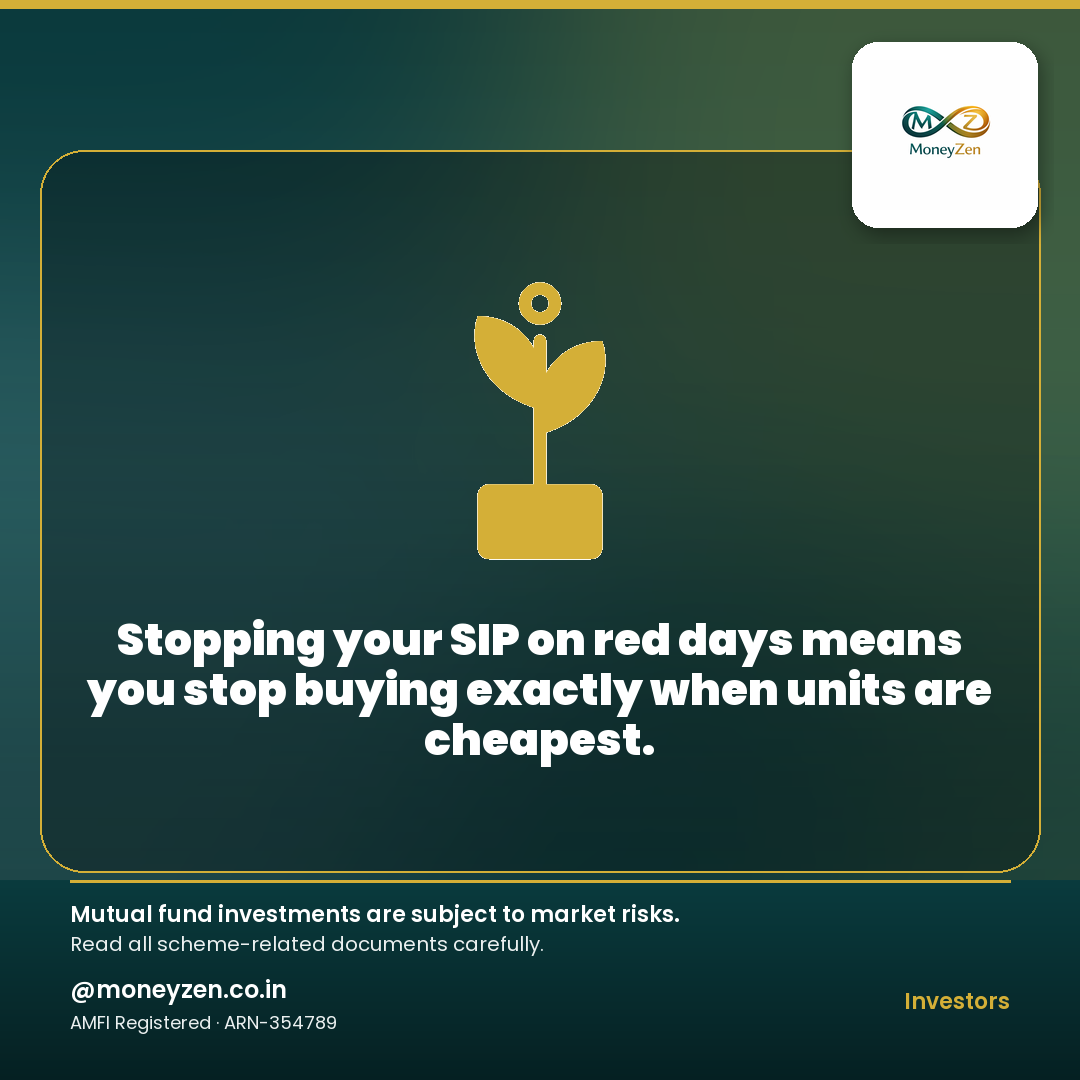 MZ
MoneyZen
Stopping your SIP on red days means
you stop buying exactly when units are
cheapest.
Mutual fund investments are subject to market risks.
Read all scheme-related documents carefully.
@moneyzen.co.in
AMFI Registered · ARN-354789
Investors